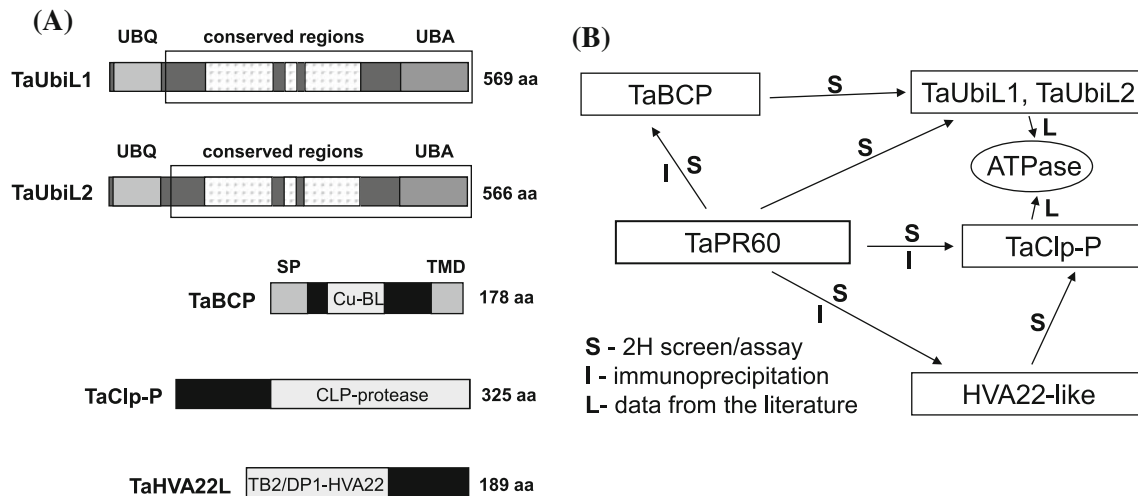 (A)
UBQ conserved regions UBA
TaUbiL1 569 aa
UBQ conserved regions UBA
TaUbiL2 566 aa
SP TMD
TaBCP Cu-BL 178 aa
TaClp-P CLP-protease 325 aa
TaHVA22L TB2/DP1-HVA22 189 aa
(B)
TaBCP S TaUbiL1, TaUbiL2
L
S
I S
ATPase
L
TaPR60 S TaClp-P
I
S
I
S
S - 2H screen/assay
I - immunoprecipitation
L- data from the literature
HVA22-like